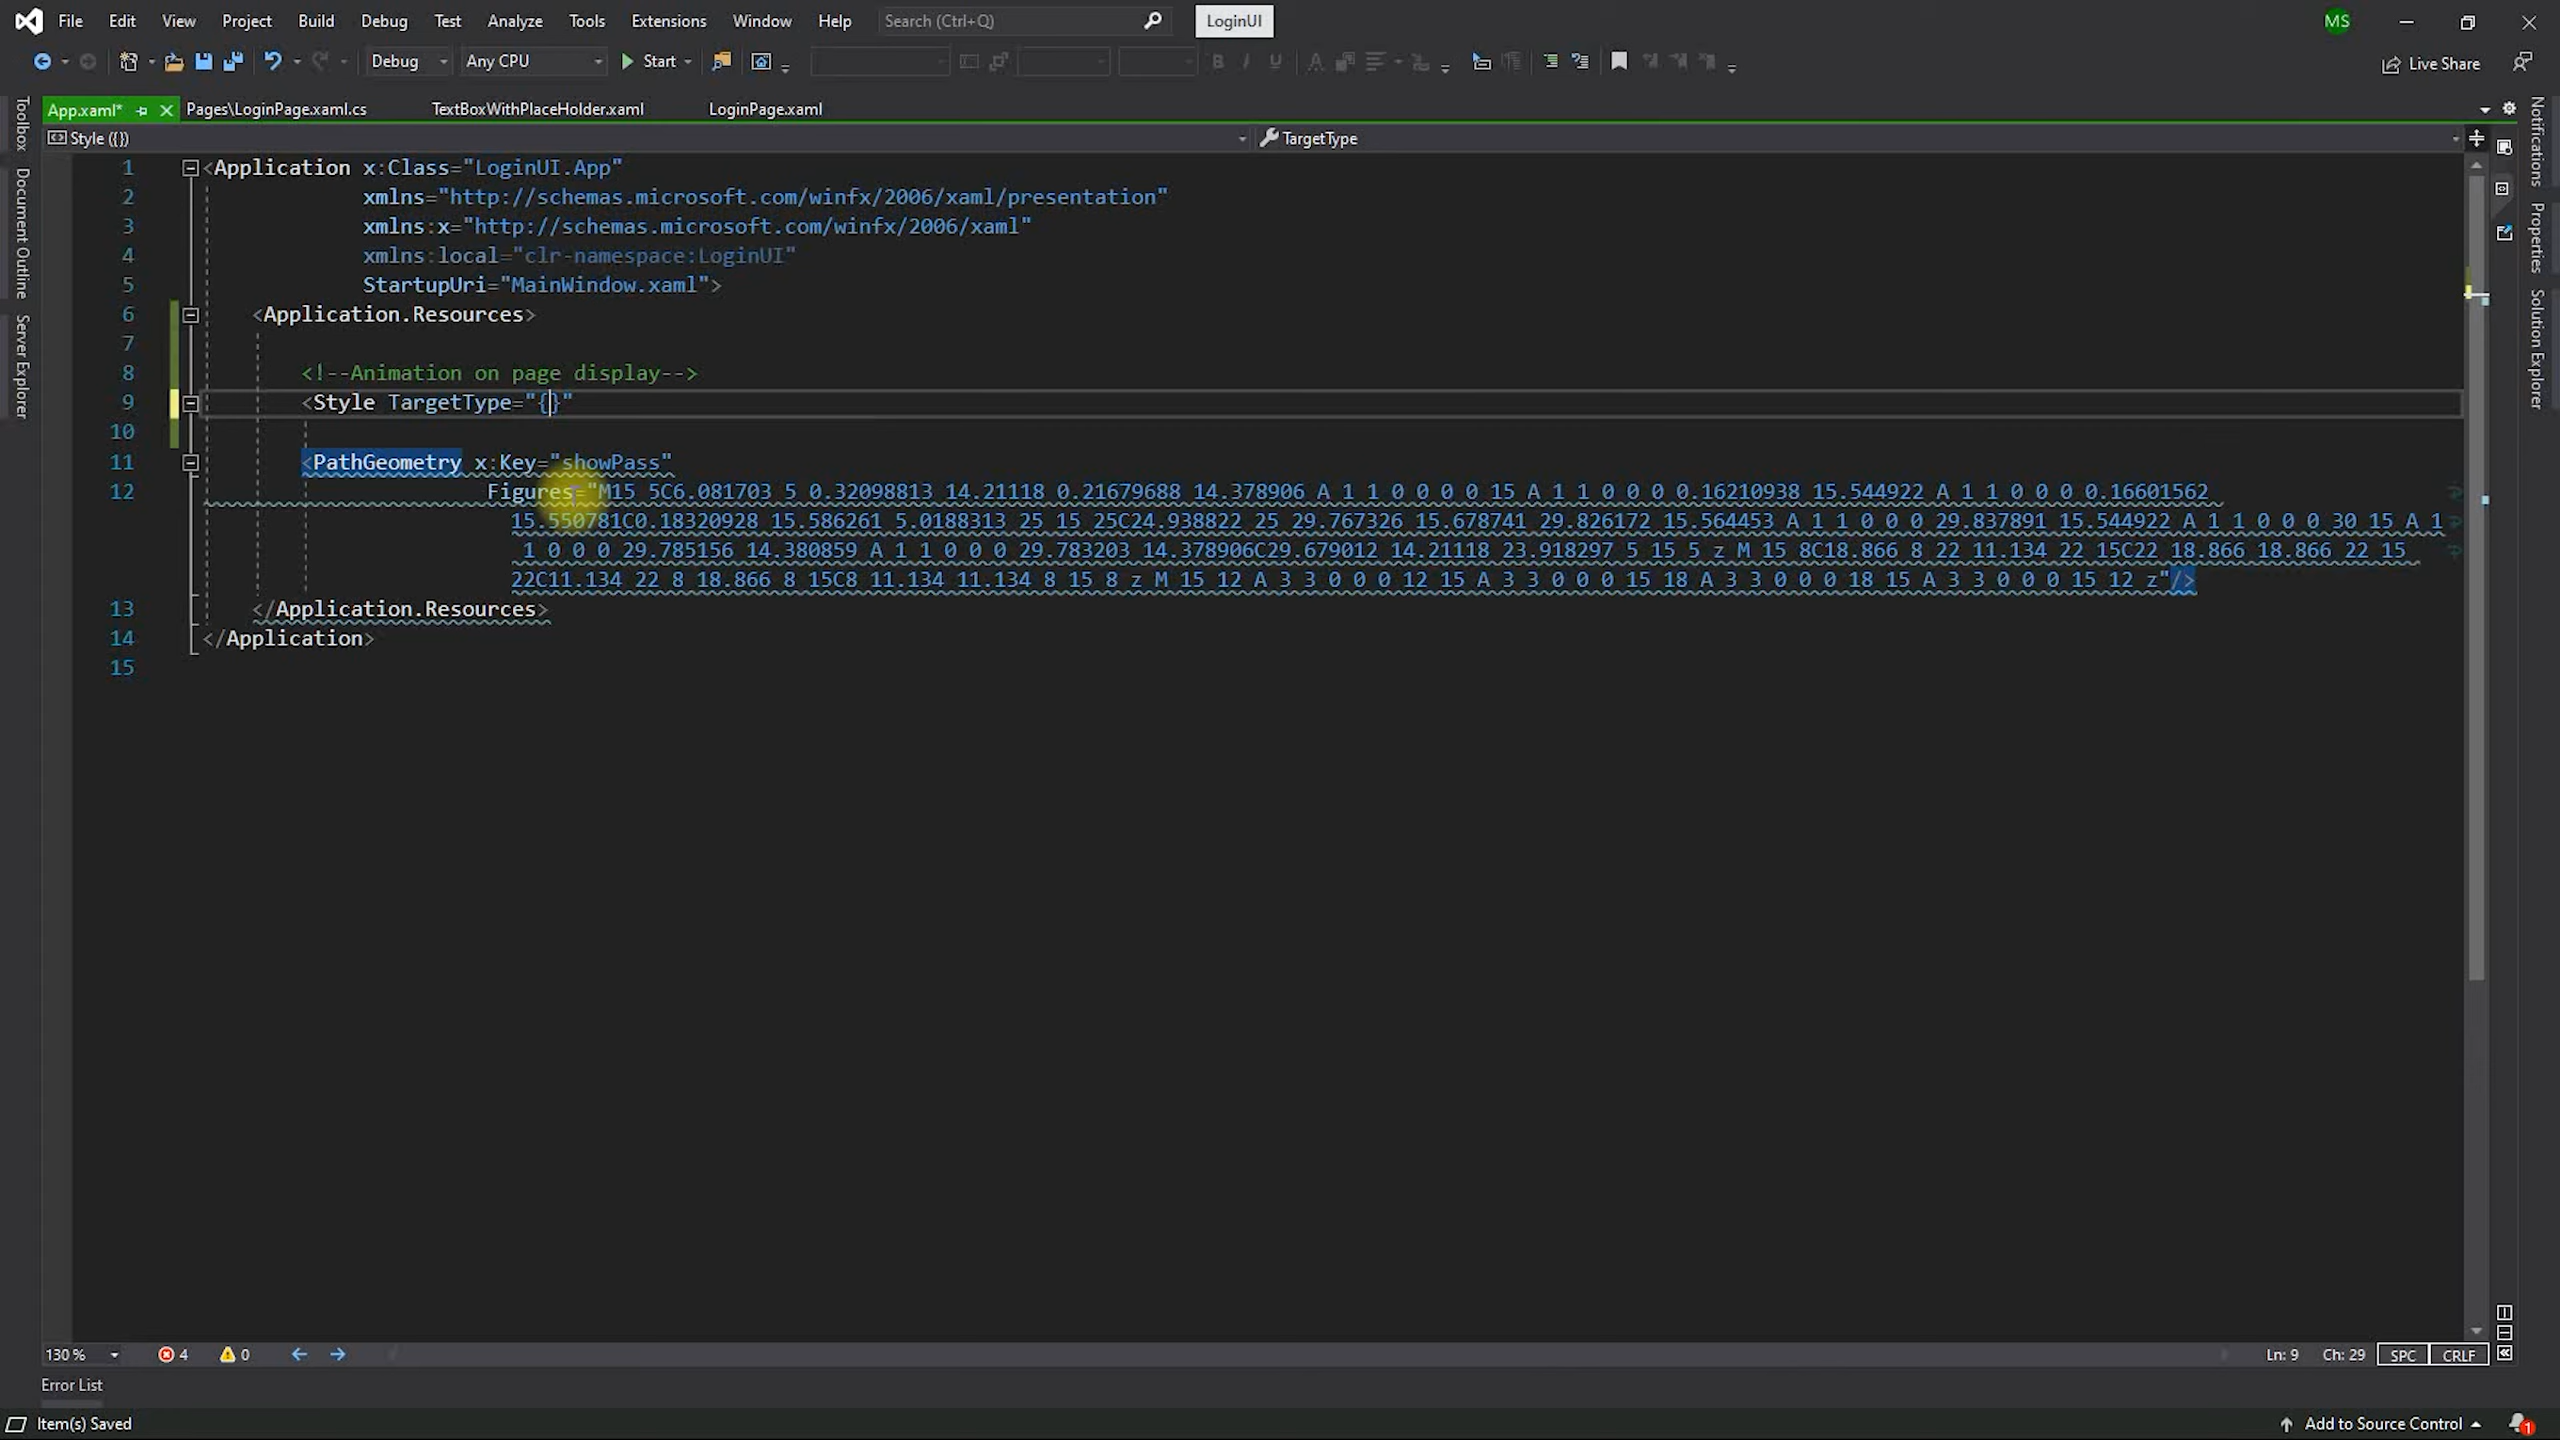 File Edit View Project Build Debug Test Analyze Tools Extensions Window Help Search (Ctrl+Q) LoginUI MS
Debug Any CPU Start Live Share
App.xaml* Pages\LoginPage.xaml.cs TextBoxWithPlaceHolder.xaml LoginPage.xaml
Style ({}) TargetType
Toolbox
Document Outline
Server Explorer
1 <Application x:Class="LoginUI.App"
2 xmlns="http://schemas.microsoft.com/winfx/2006/xaml/presentation"
3 xmlns:x="http://schemas.microsoft.com/winfx/2006/xaml"
4 xmlns:local="clr-namespace:LoginUI"
5 StartupUri="MainWindow.xaml">
6 <Application.Resources>
7
8 <!--Animation on page display-->
9 <Style TargetType="{}"
10
11 <PathGeometry x:Key="showPass"
12 Figures="M15 5C6.081703 5 0.32098813 14.21118 0.21679688 14.378906 A 1 1 0 0 0 0 15 A 1 1 0 0 0 0.16210938 15.544922 A 1 1 0 0 0 0.16601562
15.550781C0.18320928 15.586261 5.0188313 25 15 25C24.938822 25 29.767326 15.678741 29.826172 15.564453 A 1 1 0 0 0 29.837891 15.544922 A 1 1 0 0 0 30 15 A 1
1 0 0 0 29.785156 14.380859 A 1 1 0 0 0 29.783203 14.378906C29.679012 14.21118 23.918297 5 15 5 z M 15 8C18.866 8 22 11.134 22 15C22 18.866 18.866 22 15
22C11.134 22 8 18.866 8 15C8 11.134 11.134 8 15 8 z M 15 12 A 3 3 0 0 0 12 15 A 3 3 0 0 0 15 18 A 3 3 0 0 0 18 15 A 3 3 0 0 0 15 12 z"/>
13 </Application.Resources>
14 </Application>
15
Notifications
Properties
Solution Explorer
130 % 4 0 Ln: 9 Ch: 29 SPC CRLF
Error List
Item(s) Saved Add to Source Control 1